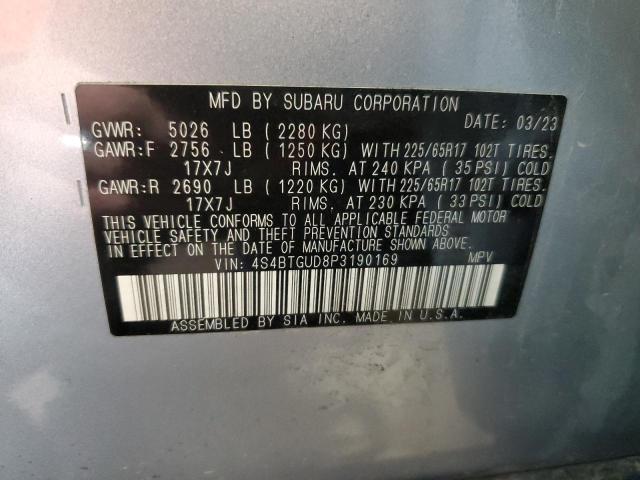 MFD BY SUBARU CORPORATION DATE: 03/23
GVWR: 5026 LB ( 2280 KG)
GAWR:F 2756 LB ( 1250 KG) WITH 225/65R17 102T TIRES.
17X7J RIMS. AT 240 KPA ( 35 PSI) COLD
GAWR:R 2690 LB ( 1220 KG) WITH 225/65R17 102T TIRES.
17X7J RIMS. AT 230 KPA ( 33 PSI) COLD
THIS VEHICLE CONFORMS TO ALL APPLICABLE FEDERAL MOTOR
VEHICLE SAFETY AND THEFT PREVENTION STANDARDS
IN EFFECT ON THE DATE OF MANUFACTURE SHOWN ABOVE.
VIN: 4S4BTGUD8P3190169 MPV
ASSEMBLED BY SIA INC. MADE IN U.S.A.